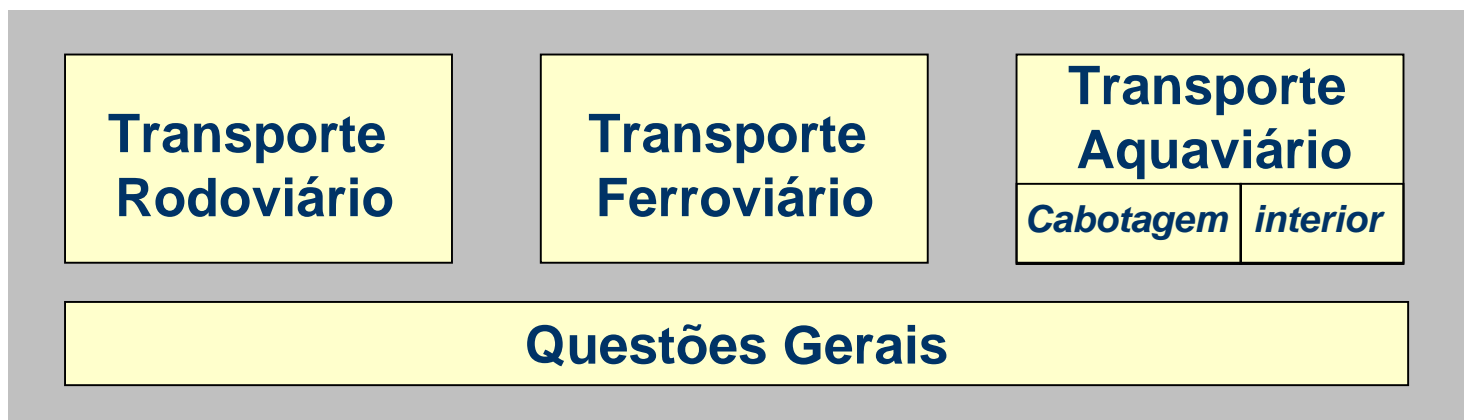 Transporte
Rodoviário
Transporte
Ferroviário
Transporte
Aquaviário
Cabotagem
interior
Questões Gerais